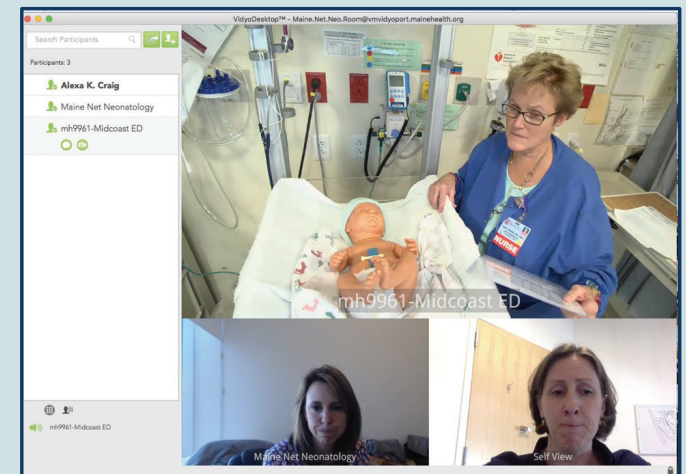 VidyoDesktop™ - Maine.Net.Neo.Room@vmvidyoport.mainehealth.org
Search Participants
Participants: 3
Alexa K. Craig
Maine Net Neonatology
mh9961-Midcoast ED
mh9961-Midcoast ED
NURSE
mh9961-Midcoast ED
Maine Net Neonatology
Self View